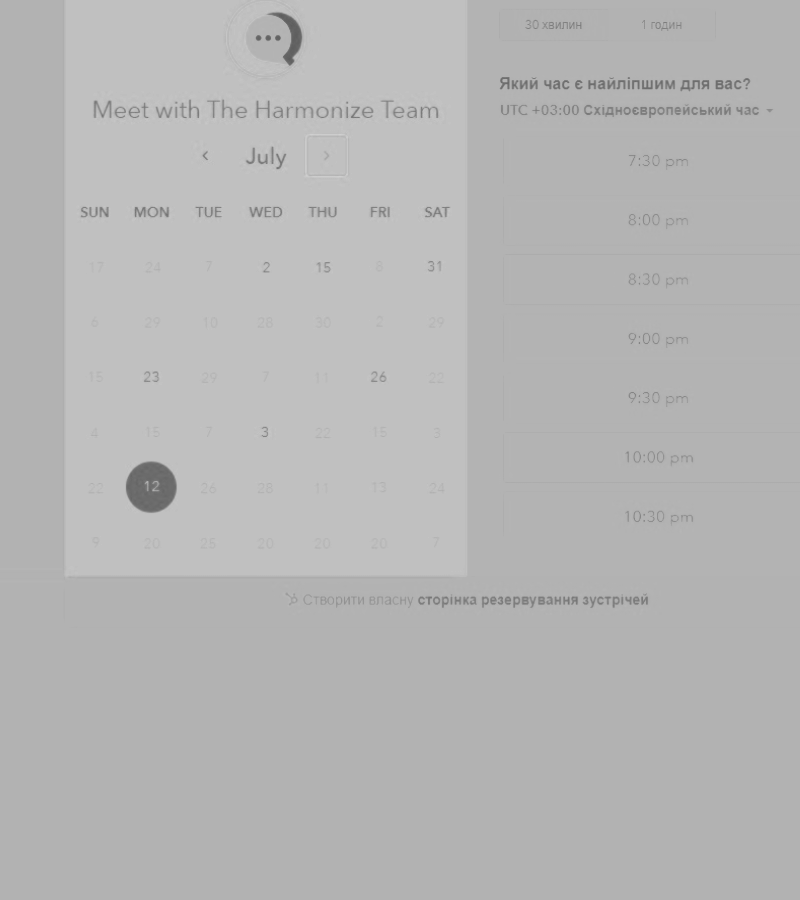 Meet with The Harmonize Team
July
SUN MON TUE WED THU FRI SAT
17 24 7 2 15 8 31
6 29 10 28 30 2 29
15 23 29 7 11 26 22
4 15 7 3 22 15 3
22 12 26 28 11 13 24
9 20 25 20 20 20 7
30 хвилин 1 годин
Який час є найліпшим для вас?
UTC +03:00 Східноєвропейський час
7:30 pm
8:00 pm
8:30 pm
9:00 pm
9:30 pm
10:00 pm
10:30 pm
Створити власну сторінка резервування зустрічей